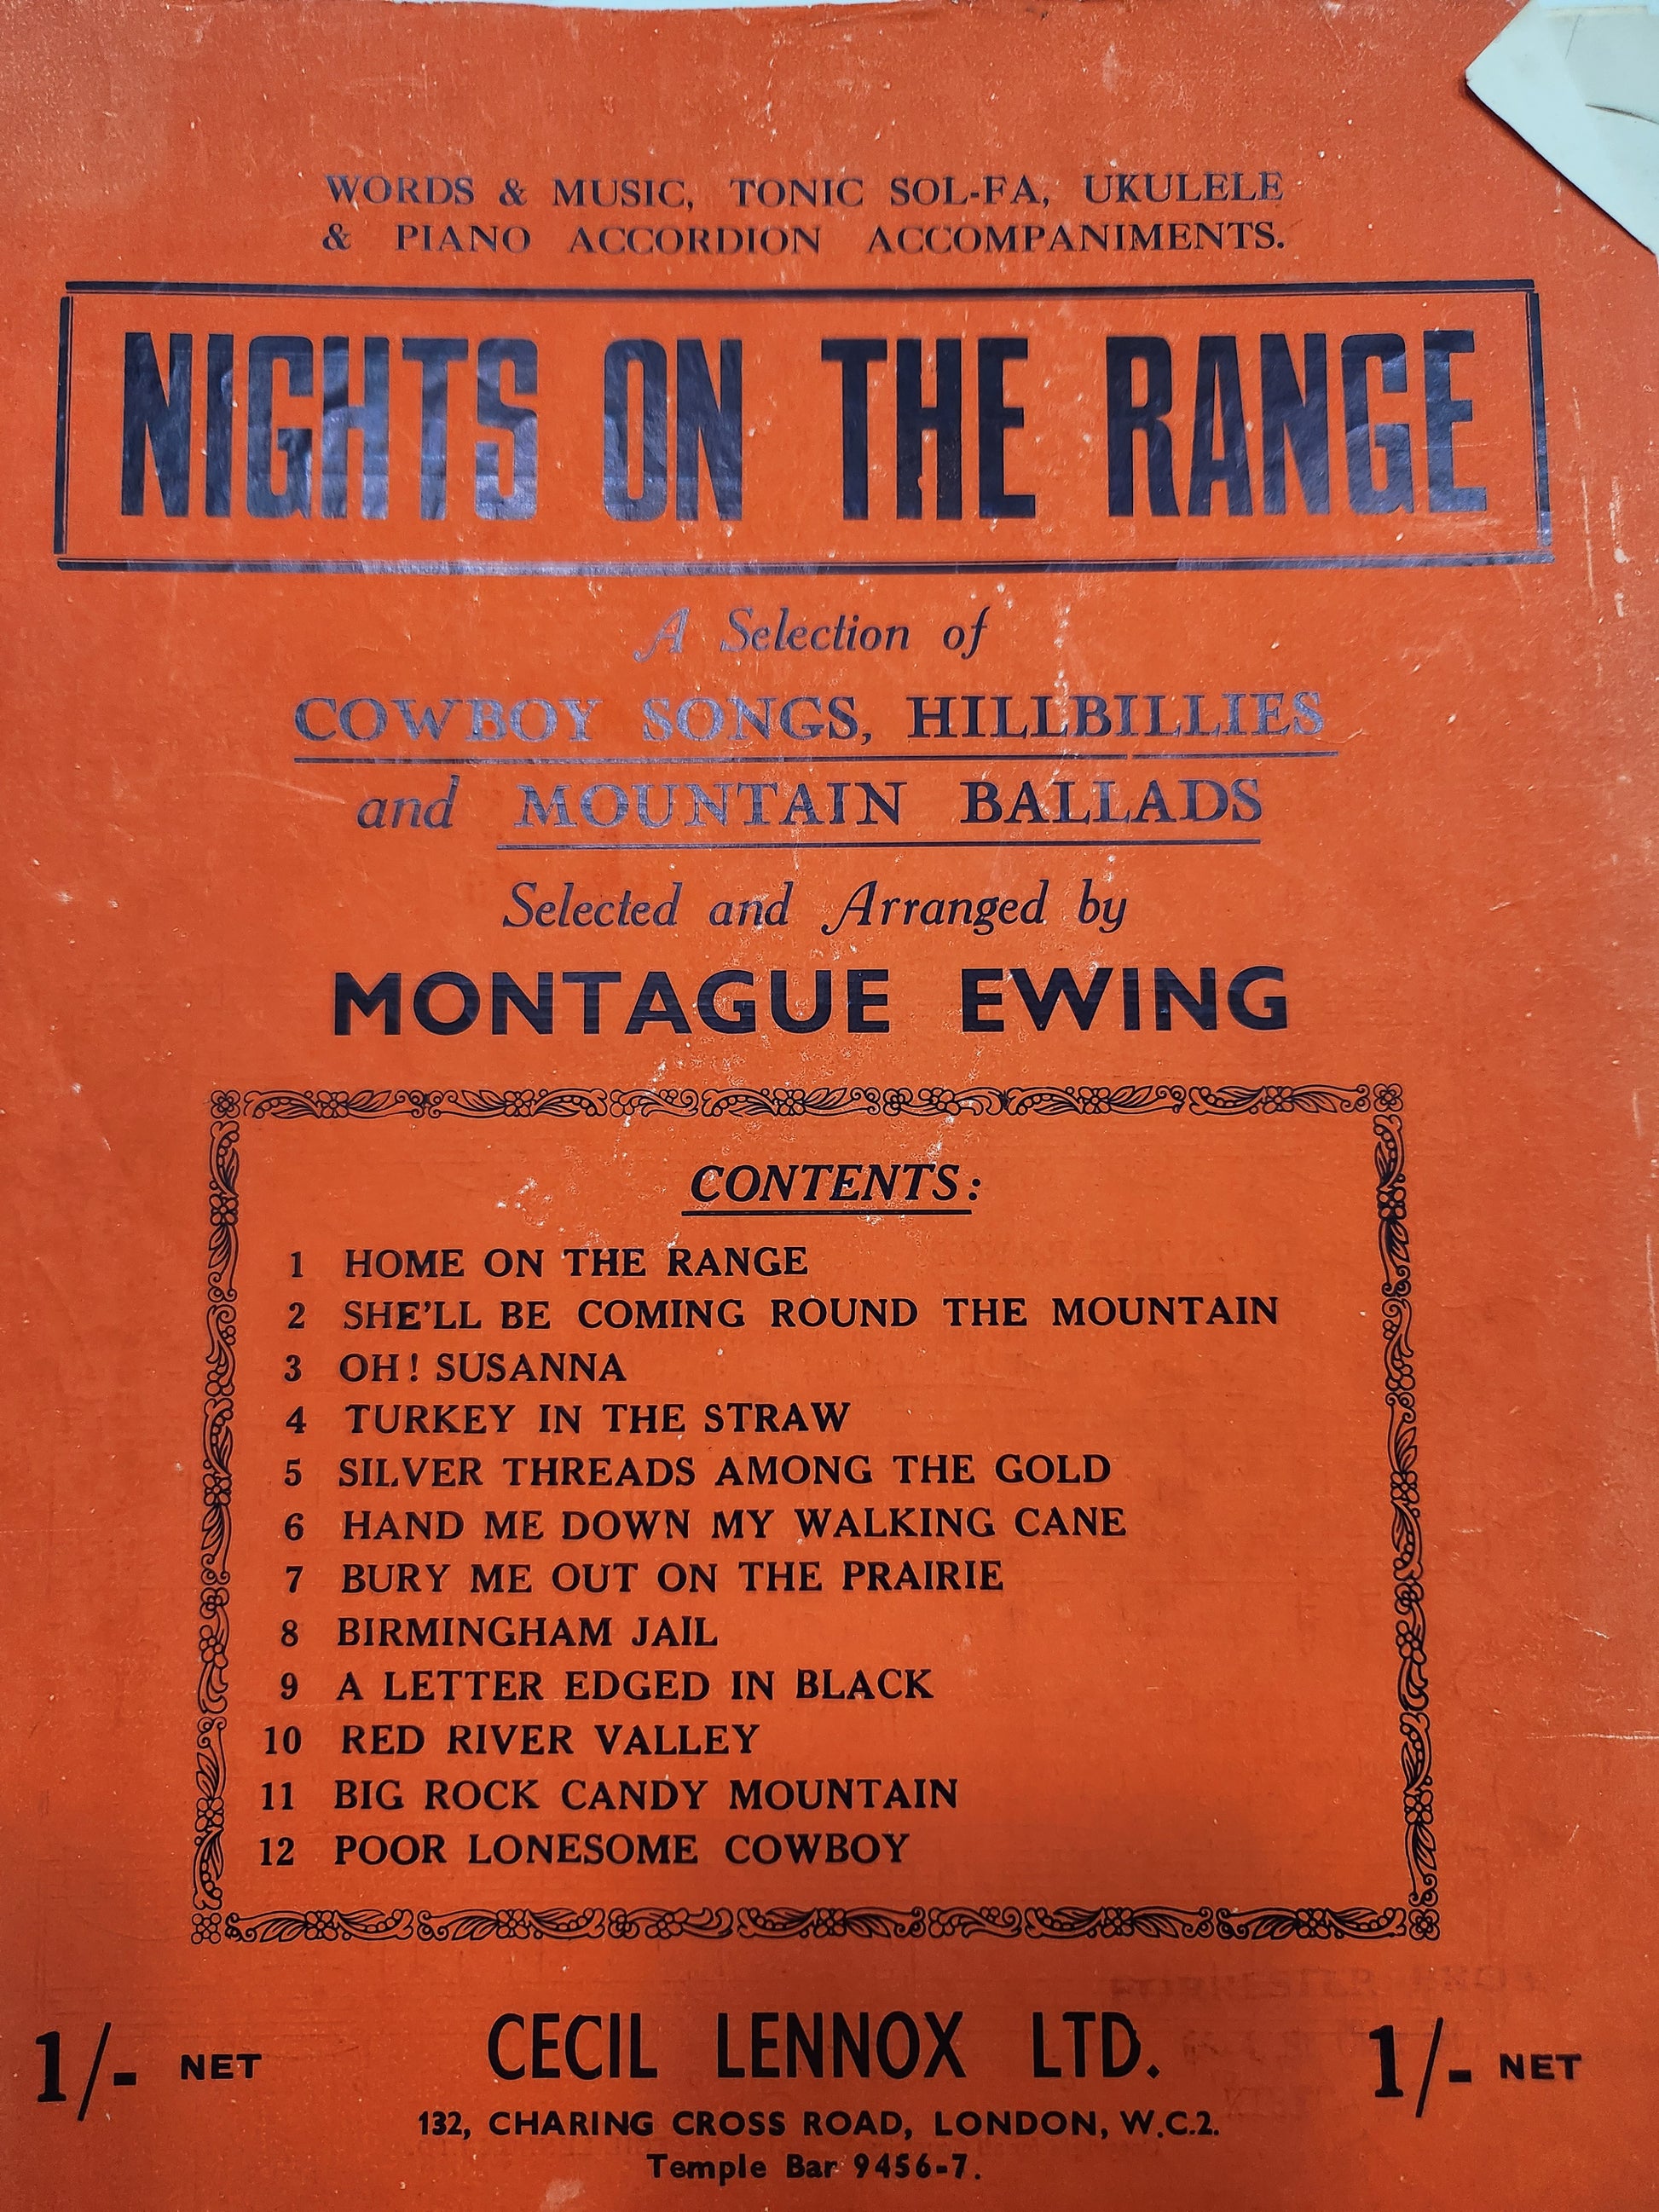 WORDS & MUSIC, TONIC SOL-FA, UKULELE
& PIANO ACCORDION ACCOMPANIMENTS.
NIGHTS ON THE RANGE
A Selection of
COWBOY SONGS, HILLBILLIES
and MOUNTAIN BALLADS
Selected and Arranged by
MONTAGUE EWING
CONTENTS:
1 HOME ON THE RANGE
2 SHE'LL BE COMING ROUND THE MOUNTAIN
3 OH! SUSANNA
4 TURKEY IN THE STRAW
5 SILVER THREADS AMONG THE GOLD
6 HAND ME DOWN MY WALKING CANE
7 BURY ME OUT ON THE PRAIRIE
8 BIRMINGHAM JAIL
9 A LETTER EDGED IN BLACK
10 RED RIVER VALLEY
11 BIG ROCK CANDY MOUNTAIN
12 POOR LONESOME COWBOY
1/- NET CECIL LENNOX LTD. 1/- NET
132, CHARING CROSS ROAD, LONDON, W.C.2.
Temple Bar 9456-7.